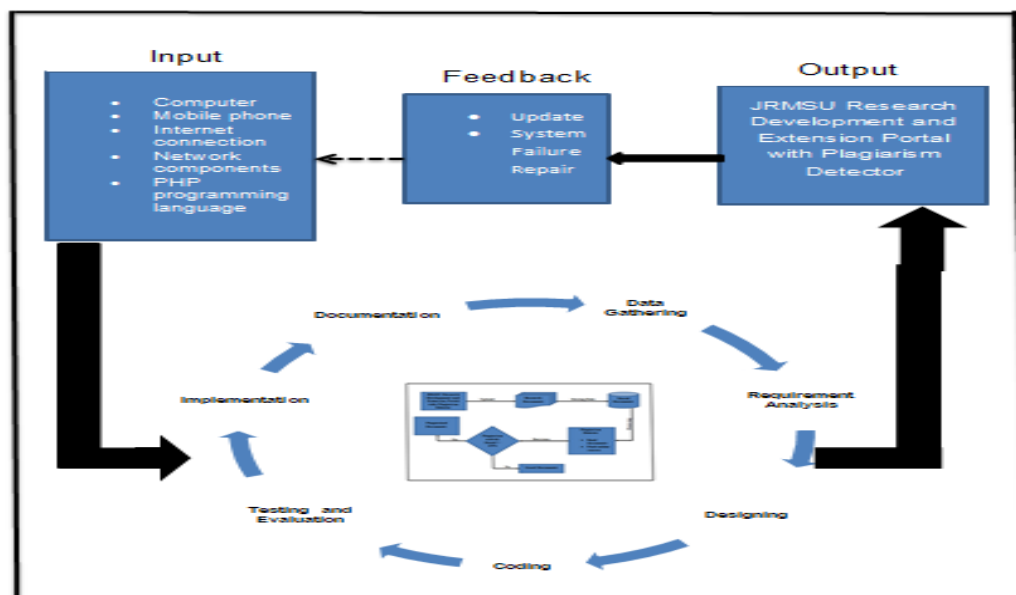 Input
• Computer
• Mobile phone
• Internet
connection
• Network
components
• PHP
programming
language
Feedback
• Update
• System
Failure
Repair
Output
JRMSU Research
Development and
Extension Portal
with Plagiarism
Detector
Documentation
Data
Gathering
Requirement
Analysis
Designing
Coding
Testing and
Evaluation
Implementation